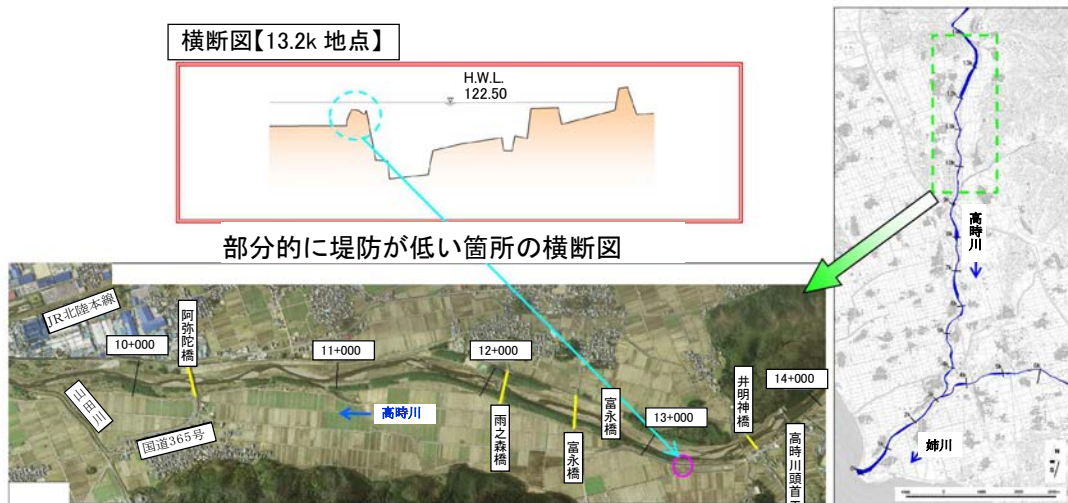 横断図【13.2k 地点】
H.W.L.
122.50
部分的に堤防が低い箇所の横断図
JR北陸本線
10+000
阿弥陀橋
11+000
12+000
14+000
井明神橋
富永橋
13+000
山田川
国道365号
高時川
雨之森橋
富永橋
高時川頭首
高時川
姉川